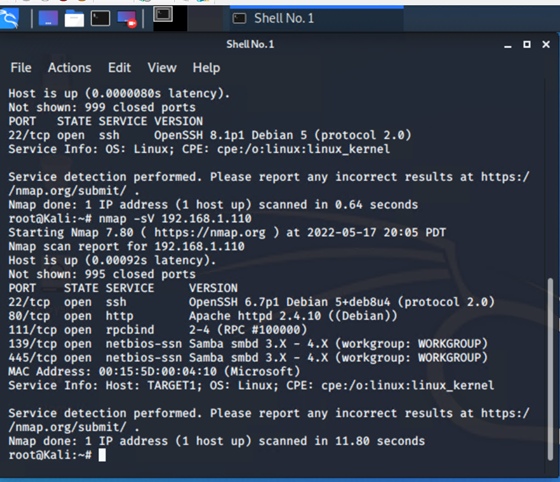 Shell No. 1
Shell No. 1
File Actions Edit View Help
Host is up (0.0000080s latency).
Not shown: 999 closed ports
PORT STATE SERVICE VERSION
22/tcp open ssh OpenSSH 8.1p1 Debian 5 (protocol 2.0)
Service Info: OS: Linux; CPE: cpe:/o:linux:linux_kernel
Service detection performed. Please report any incorrect results at https:/
/nmap.org/submit/ .
Nmap done: 1 IP address (1 host up) scanned in 0.64 seconds
root@Kali:~# nmap -sV 192.168.1.110
Starting Nmap 7.80 ( https://nmap.org ) at 2022-05-17 20:05 PDT
Nmap scan report for 192.168.1.110
Host is up (0.00092s latency).
Not shown: 995 closed ports
PORT STATE SERVICE VERSION
22/tcp open ssh OpenSSH 6.7p1 Debian 5+deb8u4 (protocol 2.0)
80/tcp open http Apache httpd 2.4.10 ((Debian))
111/tcp open rpcbind 2-4 (RPC #100000)
139/tcp open netbios-ssn Samba smbd 3.X - 4.X (workgroup: WORKGROUP)
445/tcp open netbios-ssn Samba smbd 3.X - 4.X (workgroup: WORKGROUP)
MAC Address: 00:15:5D:00:04:10 (Microsoft)
Service Info: Host: TARGET1; OS: Linux; CPE: cpe:/o:linux:linux_kernel
Service detection performed. Please report any incorrect results at https:/
/nmap.org/submit/ .
Nmap done: 1 IP address (1 host up) scanned in 11.80 seconds
root@Kali:~#